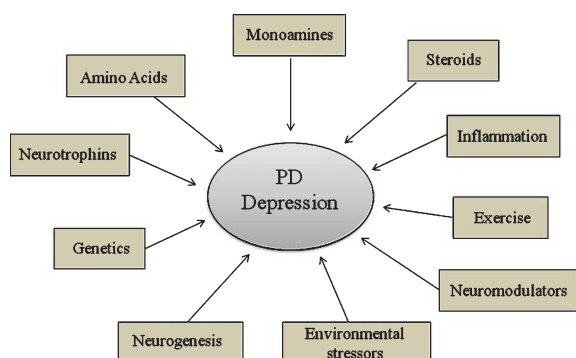 Monoamines
Steroids
Amino Acids
Inflammation
Neurotrophins
PD
Depression
Exercise
Genetics
Neuromodulators
Neurogenesis
Environmental
stressors